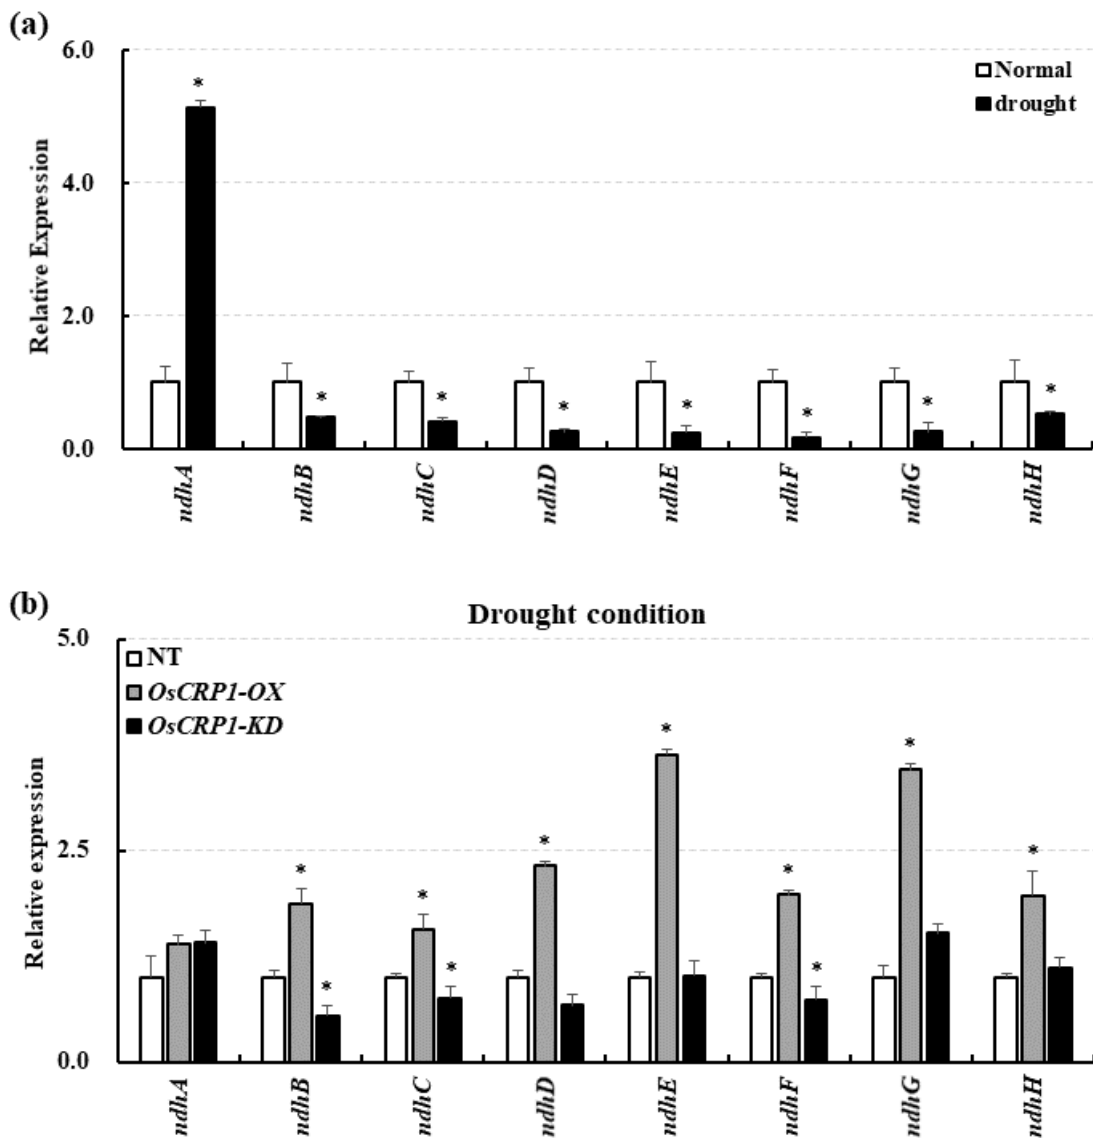 (a)
6.0
4.0
2.0
0.0
Relative Expression
Normal
drought
*
*
*
*
*
*
*
*
ndhA
ndhB
ndhC
ndhD
ndhE
ndhF
ndhG
ndhH
(b)
Drought condition
5.0
2.5
0.0
Relative expression
NT
OsCRP1-OX
OsCRP1-KD
*
*
*
*
*
*
*
*
*
*
ndhA
ndhB
ndhC
ndhD
ndhE
ndhF
ndhG
ndhH